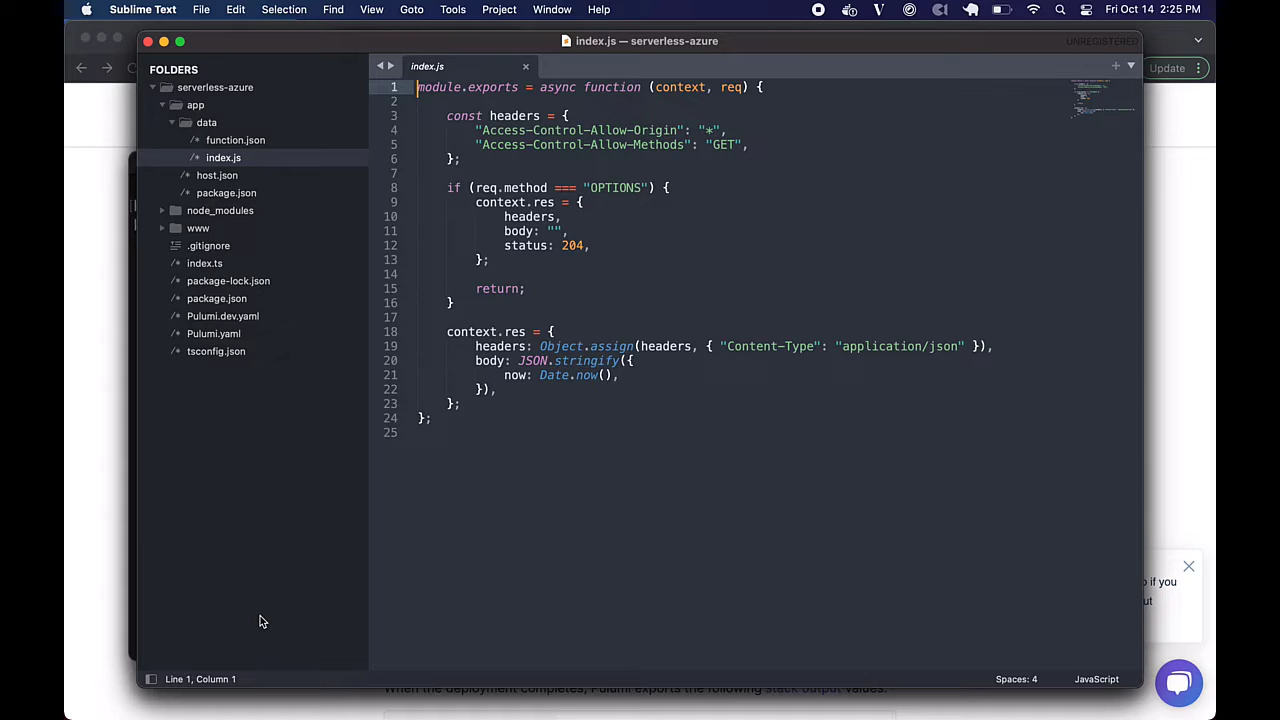 Sublime Text File Edit Selection Find View Goto Tools Project Window Help Fri Oct 14 2:25 PM
index.js — serverless-azure UNREGISTERED
Update
FOLDERS
serverless-azure
app
data
function.json
index.js
host.json
package.json
node_modules
www
.gitignore
index.ts
package-lock.json
package.json
Pulumi.dev.yaml
Pulumi.yaml
tsconfig.json
index.js
1 module.exports = async function (context, req) {
2
3 const headers = {
4 "Access-Control-Allow-Origin": "*",
5 "Access-Control-Allow-Methods": "GET",
6 };
7
8 if (req.method === "OPTIONS") {
9 context.res = {
10 headers,
11 body: "",
12 status: 204,
13 };
14
15 return;
16 }
17
18 context.res = {
19 headers: Object.assign(headers, { "Content-Type": "application/json" }),
20 body: JSON.stringify({
21 now: Date.now(),
22 }),
23 };
24 };
25
if you
Line 1, Column 1 Spaces: 4 JavaScript
When the deployment completes, Pulumi exports the following stack output values: